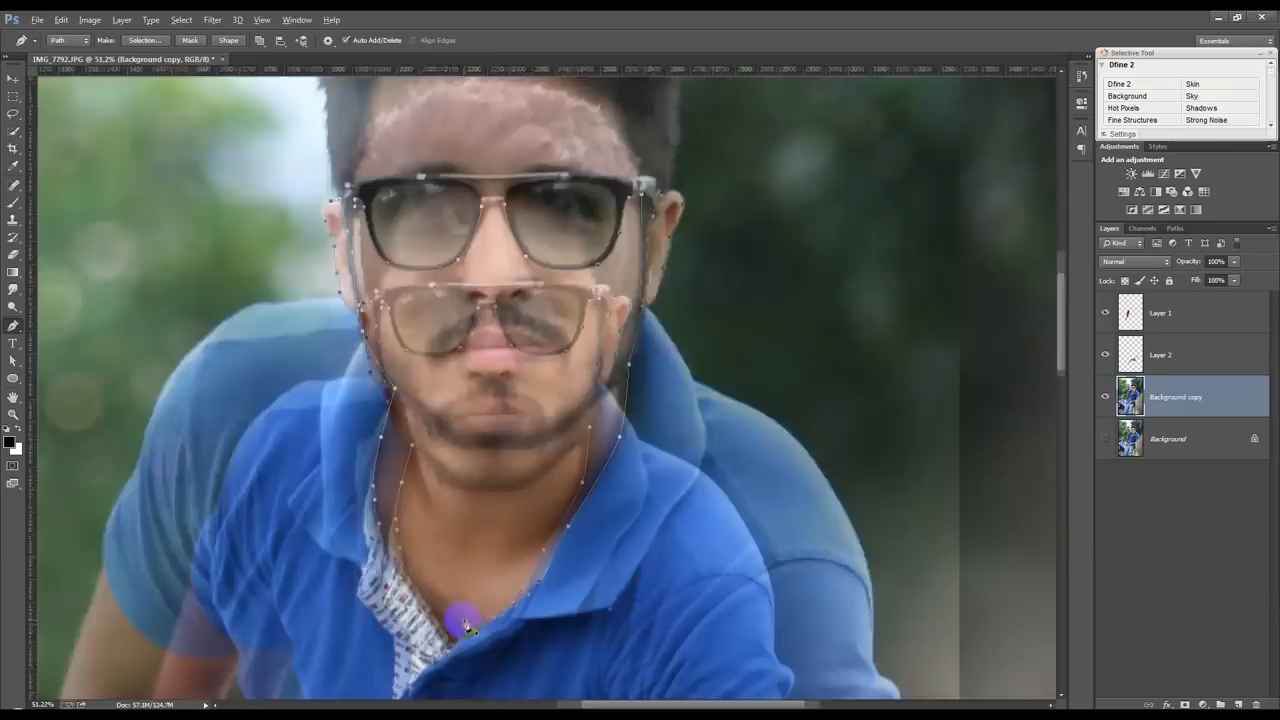 Ps File Edit Image Layer Type Select Filter 3D View Window Help
Path Make: Selection... Mask Shape Auto Add/Delete Align Edges Essentials
IMG_7792.JPG @ 51.2% (Background copy, RGB/8) * ×
Selective Tool
Dfine 2
Dfine 2 Skin
Background Sky
Hot Pixels Shadows
Fine Structures Strong Noise
Settings
Adjustments Styles
Add an adjustment
Layers Channels Paths
Kind
Normal Opacity: 100%
Lock: Fill: 100%
Layer 1
Layer 2
Background copy
Background
51.22% Doc: 57.1M/124.7M